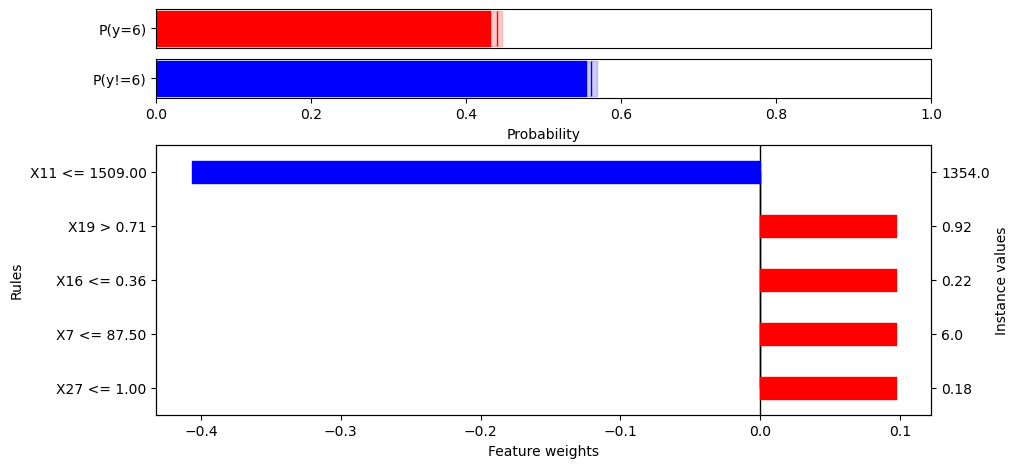 P(y=6)
P(y!=6)
0.0 0.2 0.4 0.6 0.8 1.0
Probability
X11 <= 1509.00 1354.0
X19 > 0.71 0.92
X16 <= 0.36 0.22
X7 <= 87.50 6.0
X27 <= 1.00 0.18
Rules
Instance values
−0.4 −0.3 −0.2 −0.1 0.0 0.1
Feature weights